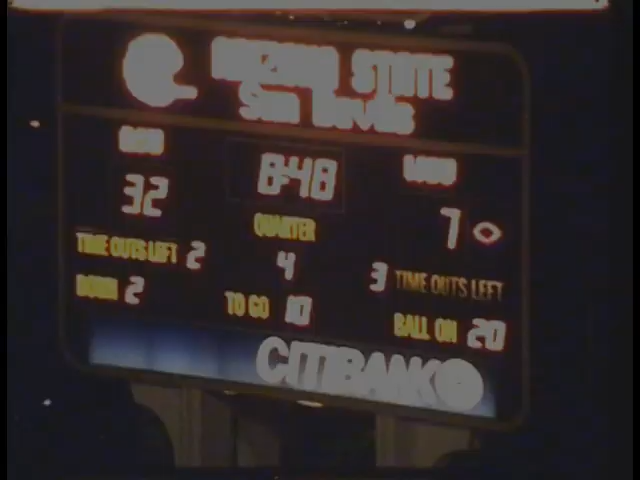 ARIZONA STATE
Sun Devils
8:48
32 QUARTER 7
TIME OUTS LEFT 2 4 3 TIME OUTS LEFT
DOWN 2 TO GO 10 BALL ON 20
CITIBANK